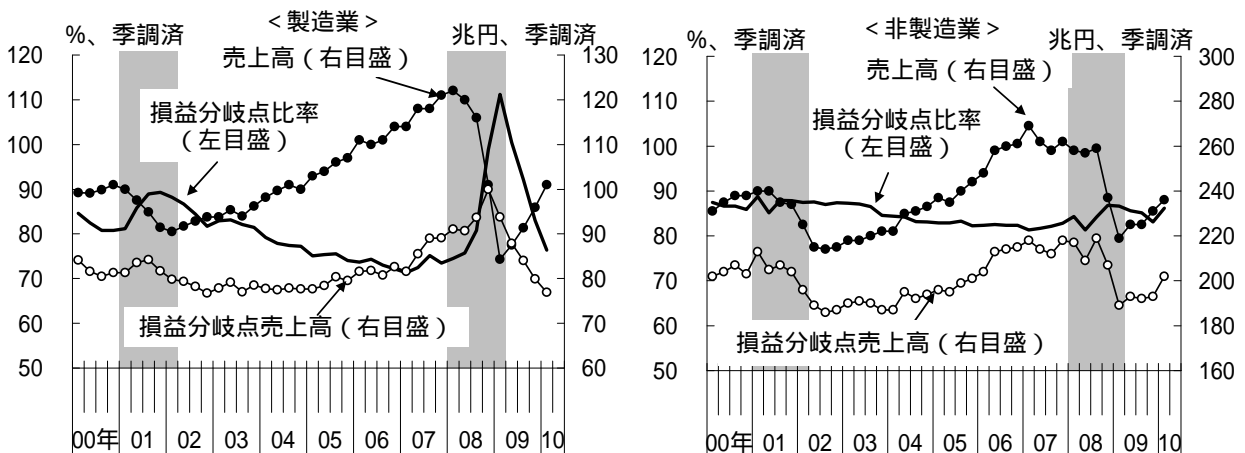 ＜製造業＞
%、季調済
兆円、季調済
120
110
100
90
80
70
60
50
130
120
110
100
90
80
70
60
売上高（右目盛）
損益分岐点比率
（左目盛）
損益分岐点売上高（右目盛）
00年 01 02 03 04 05 06 07 08 09 10
＜非製造業＞
%、季調済
兆円、季調済
120
110
100
90
80
70
60
50
300
280
260
240
220
200
180
160
売上高（右目盛）
損益分岐点比率
（左目盛）
損益分岐点売上高（右目盛）
00年 01 02 03 04 05 06 07 08 09 10